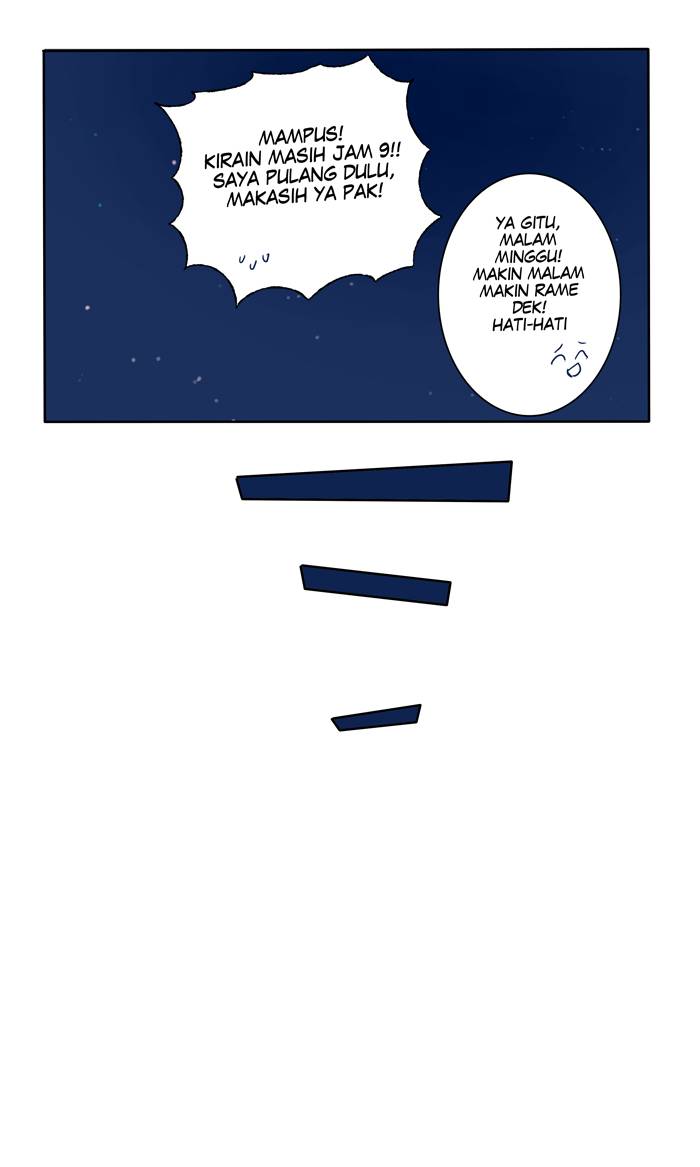 MAMPUS!
KIRAIN MASIH JAM 9!!
SAYA PULANG DULU,
MAKASIH YA PAK!
YA GITU,
MALAM
MINGGU!
MAKIN MALAM
MAKIN RAME
DEK!
HATI-HATI